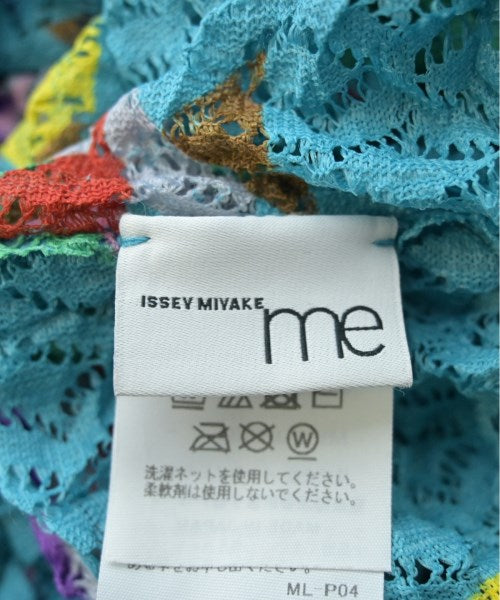 ISSEY MIYAKE
me
W
洗濯ネットを使用してください。
柔軟剤は使用しないでください。
ML-P04